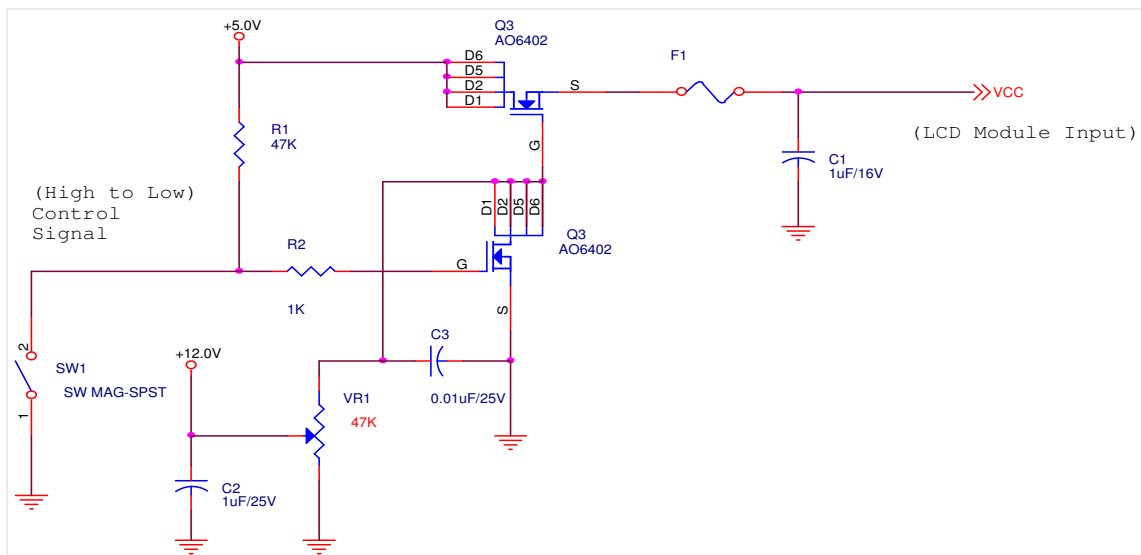 +5.0V
Q3
AO6402
D6
D5
D2
D1
S
G
F1
VCC
(LCD Module Input)
R1
47K
C1
1uF/16V
(High to Low)
Control
Signal
D1
D2
D5
D6
Q3
AO6402
R2
1K
G
S
C3
0.01uF/25V
+12.0V
2
SW1
SW MAG-SPST
1
VR1
47K
C2
1uF/25V